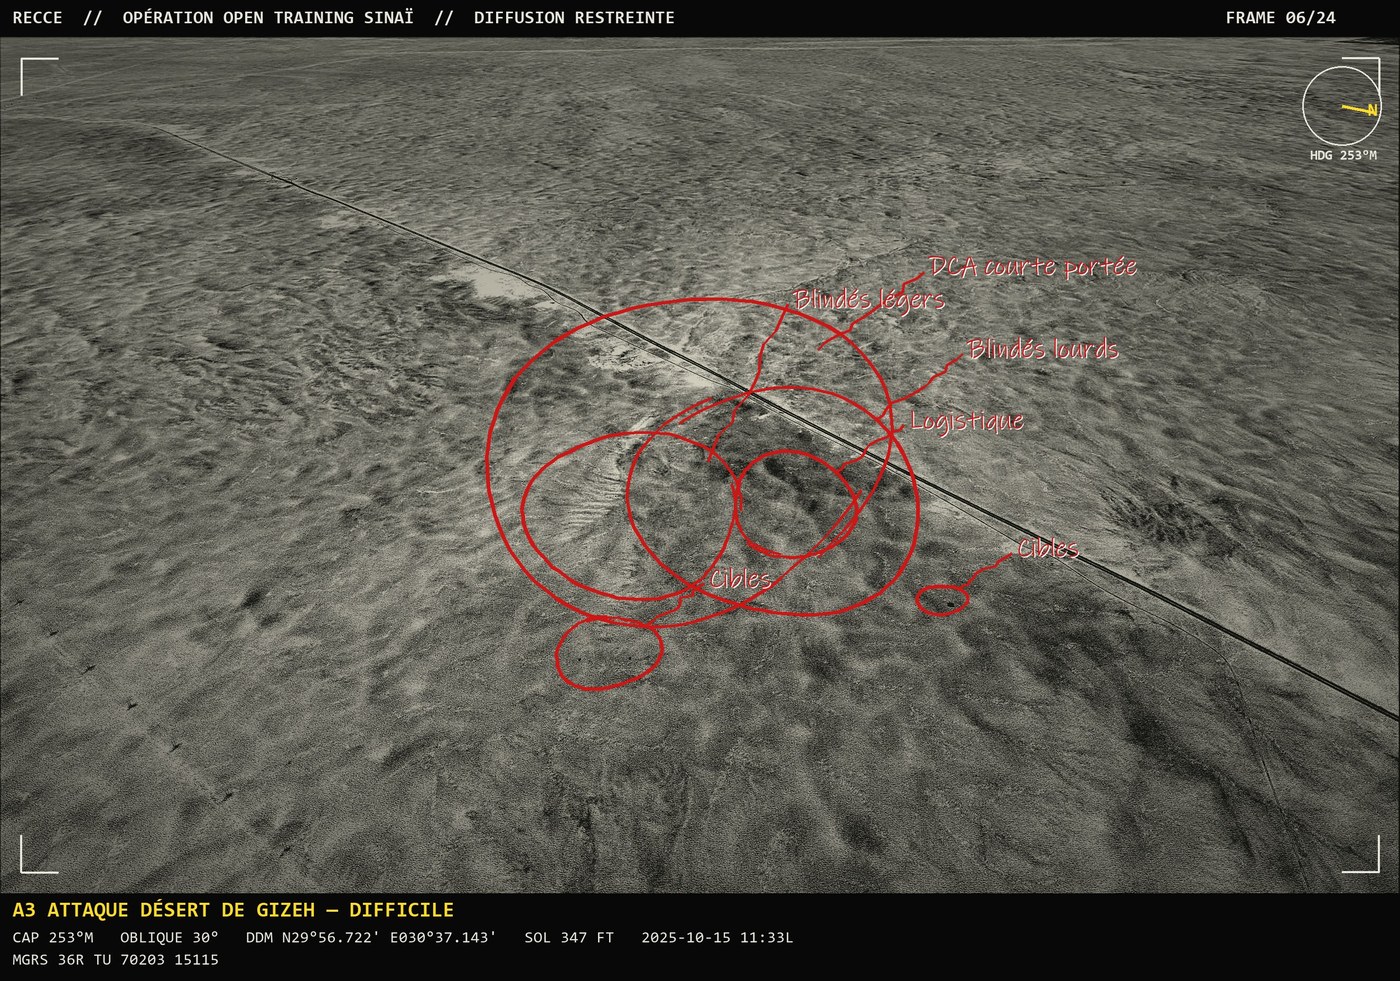 RECCE // OPÉRATION OPEN TRAINING SINAÏ // DIFFUSION RESTREINTE
FRAME 06/24
N
HDG 253°M
DCA courte portée
Blindés légers
Blindés lourds
Logistique
Cibles
Cibles
A3 ATTAQUE DÉSERT DE GIZEH — DIFFICILE
CAP 253°M OBLIQUE 30° DDM N29°56.722' E030°37.143' SOL 347 FT 2025-10-15 11:33L
MGRS 36R TU 70203 15115